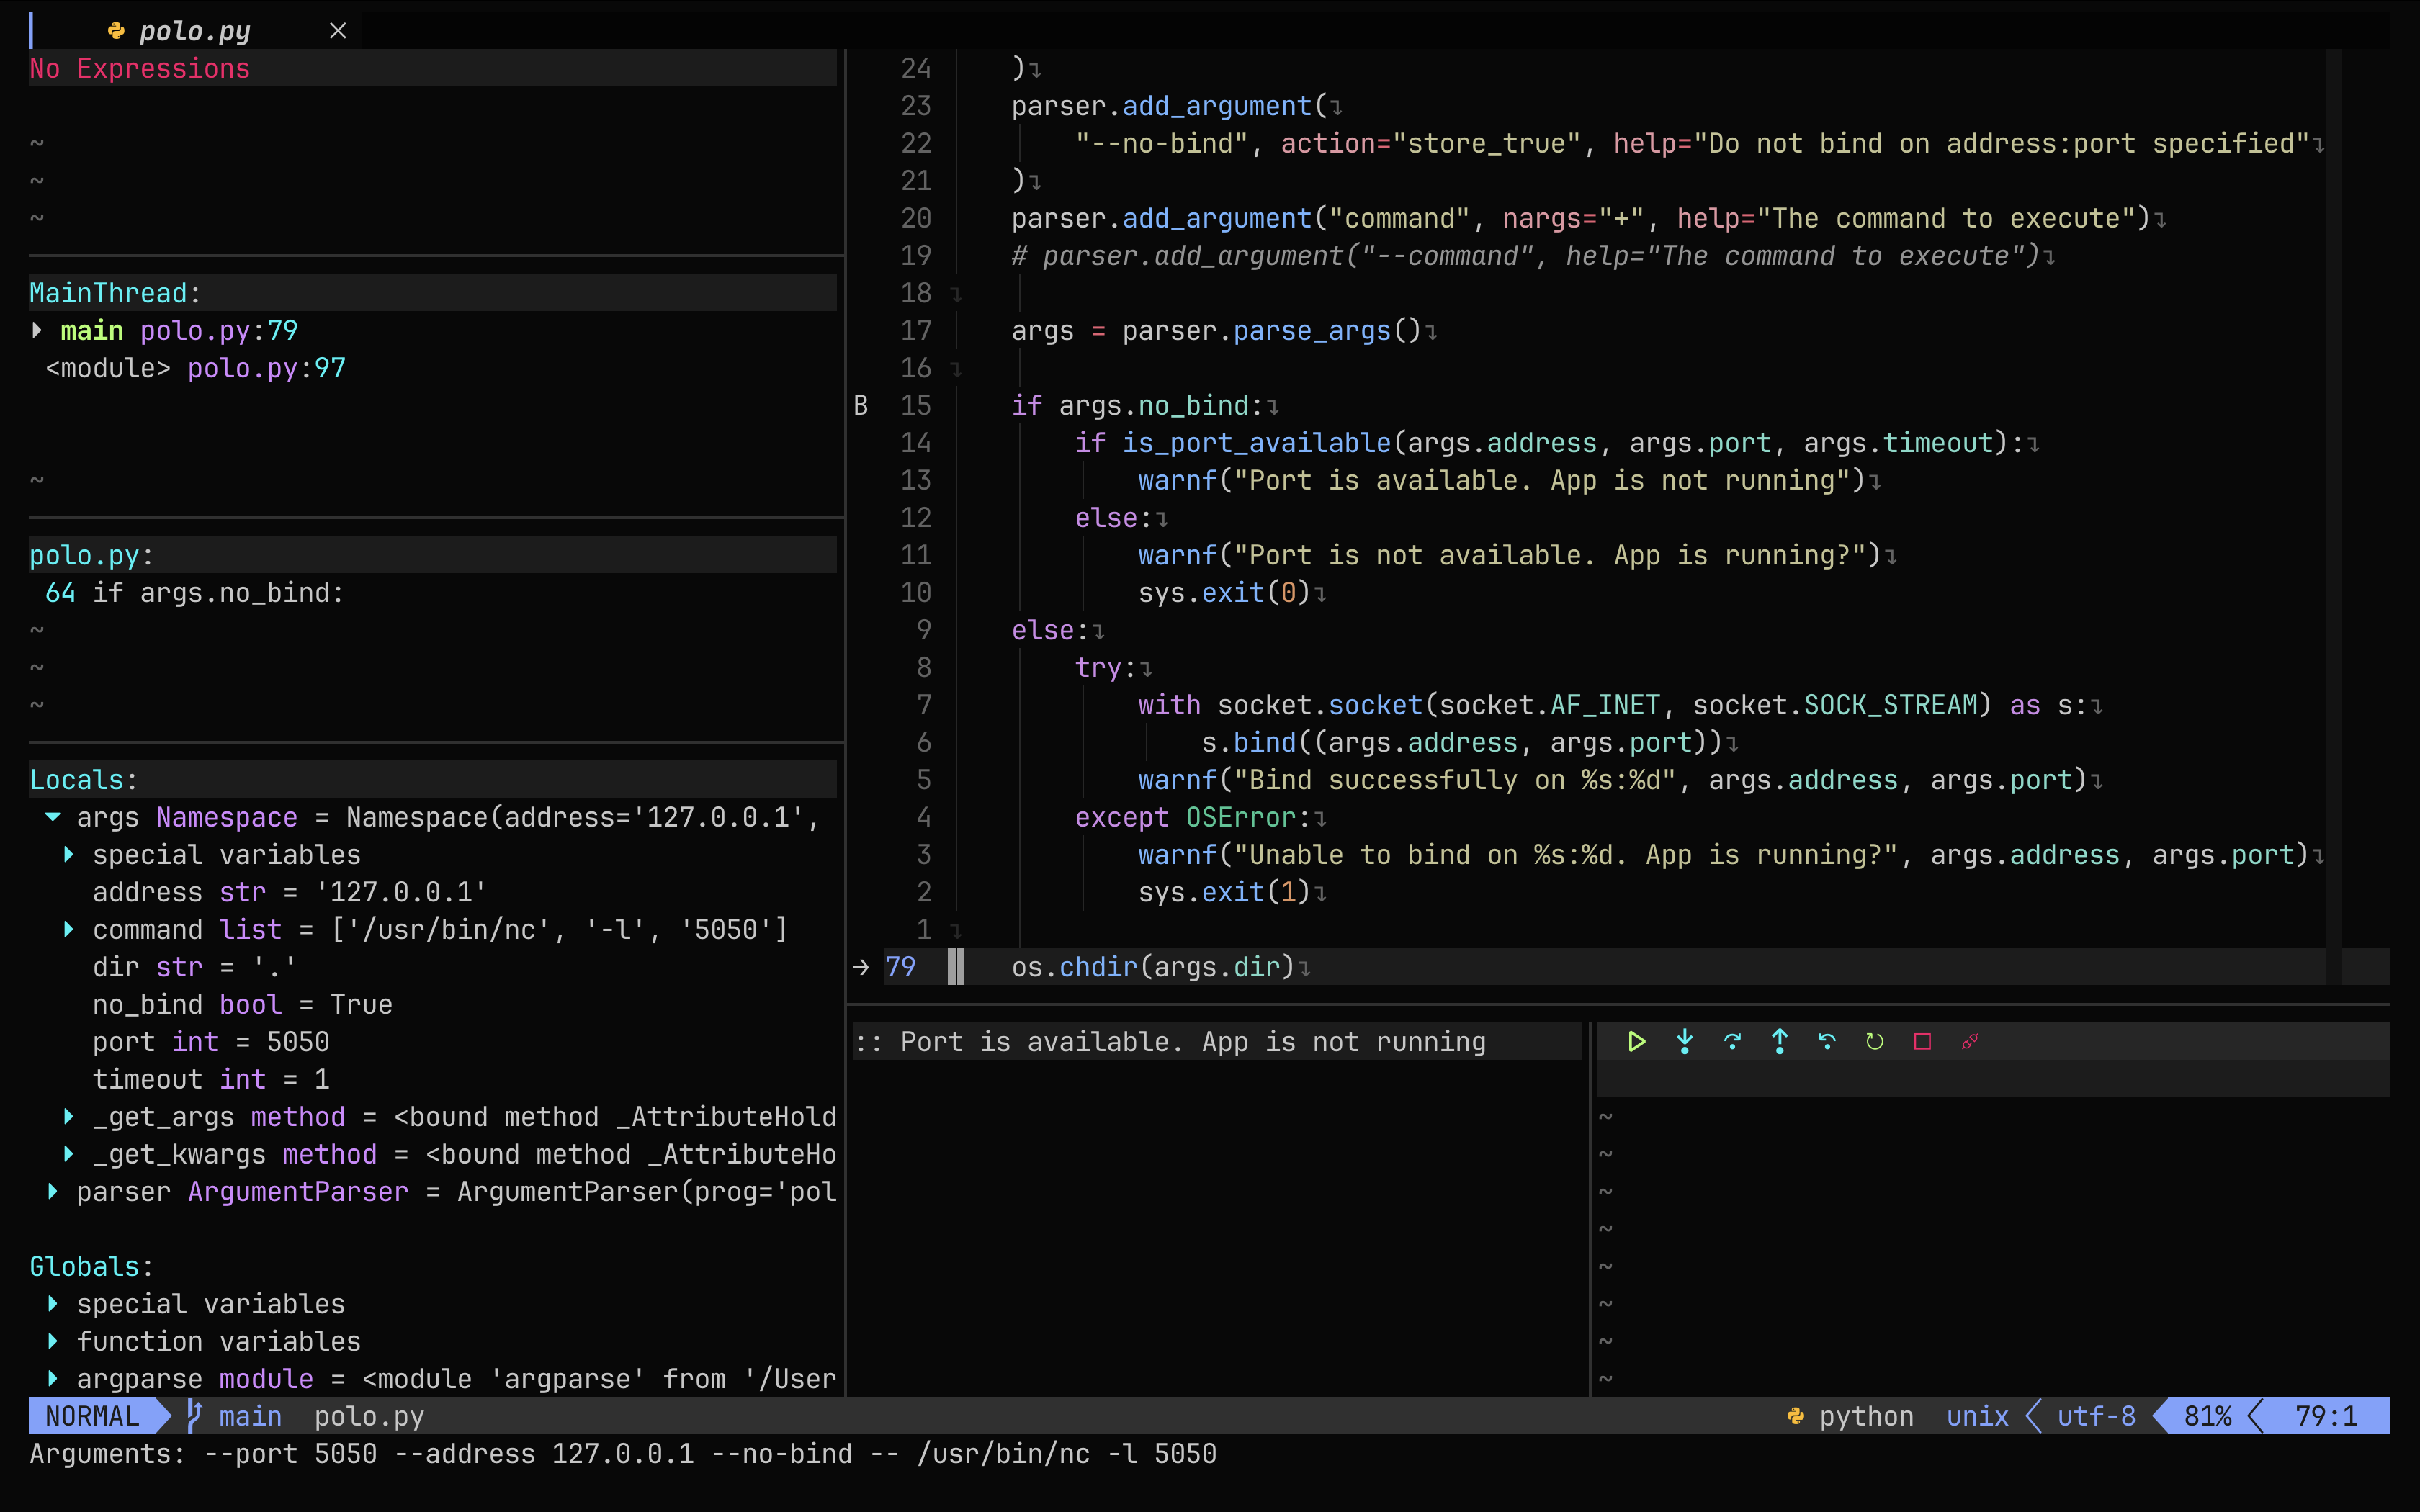 polo.py ×
No Expressions
~
~
~
MainThread:
main polo.py:79
<module> polo.py:97
~
polo.py:
64 if args.no_bind:
~
~
~
Locals:
args Namespace = Namespace(address='127.0.0.1',
special variables
address str = '127.0.0.1'
command list = ['/usr/bin/nc', '-l', '5050']
dir str = '.'
no_bind bool = True
port int = 5050
timeout int = 1
_get_args method = <bound method _AttributeHold
_get_kwargs method = <bound method _AttributeHo
parser ArgumentParser = ArgumentParser(prog='pol
Globals:
special variables
function variables
argparse module = <module 'argparse' from '/User
24 )
23 parser.add_argument(
22 "--no-bind", action="store_true", help="Do not bind on address:port specified"
21 )
20 parser.add_argument("command", nargs="+", help="The command to execute")
19 # parser.add_argument("--command", help="The command to execute")
18
17 args = parser.parse_args()
16
B 15 if args.no_bind:
14 if is_port_available(args.address, args.port, args.timeout):
13 warnf("Port is available. App is not running")
12 else:
11 warnf("Port is not available. App is running?")
10 sys.exit(0)
9 else:
8 try:
7 with socket.socket(socket.AF_INET, socket.SOCK_STREAM) as s:
6 s.bind((args.address, args.port))
5 warnf("Bind successfully on %s:%d", args.address, args.port)
4 except OSError:
3 warnf("Unable to bind on %s:%d. App is running?", args.address, args.port)
2 sys.exit(1)
1
→ 79 os.chdir(args.dir)
:: Port is available. App is not running
~
~
~
~
~
~
~
~
NORMAL main polo.py python unix utf-8 81% 79:1
Arguments: --port 5050 --address 127.0.0.1 --no-bind -- /usr/bin/nc -l 5050